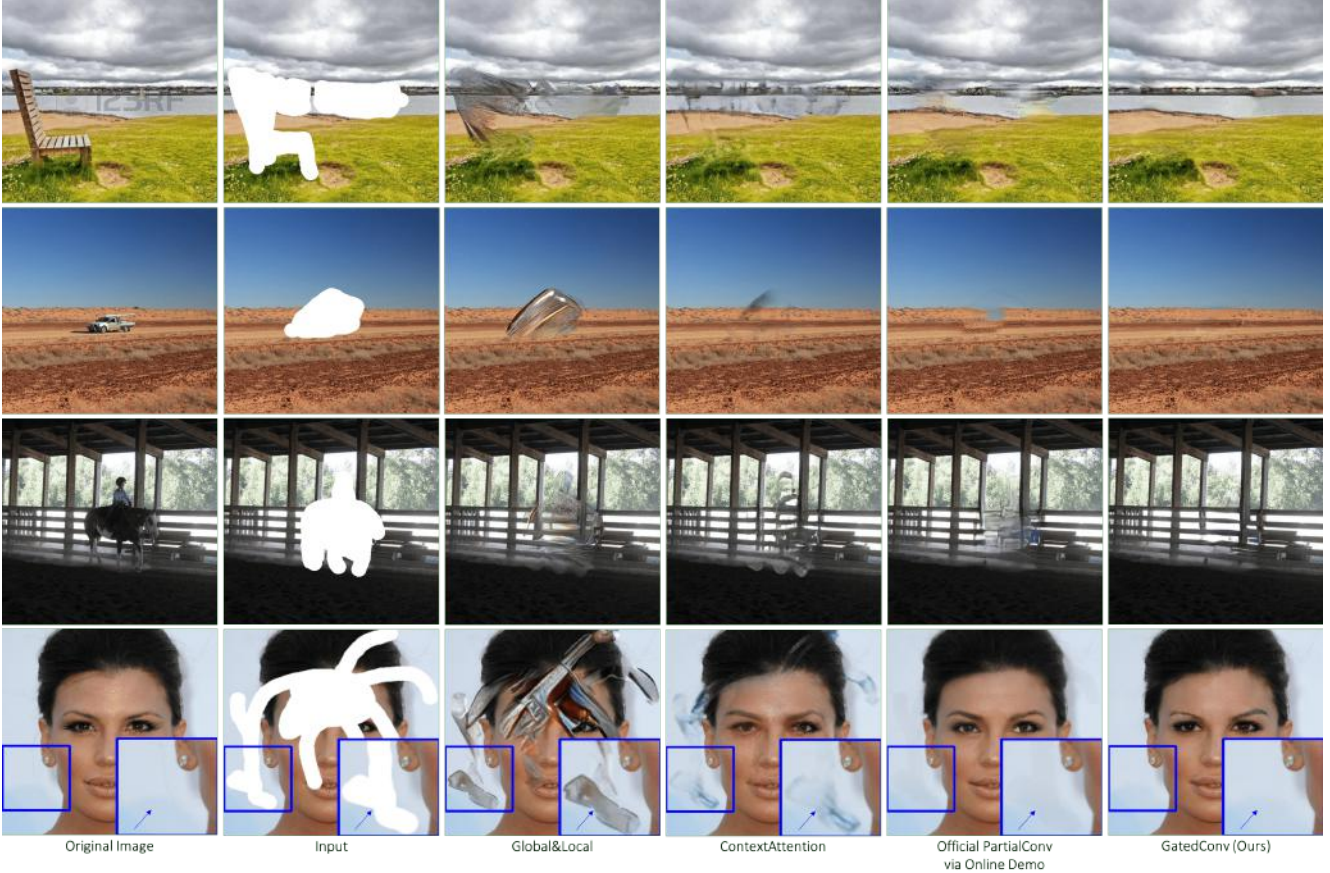 123RF
Original Image
Input
Global&Local
ContextAttention
Official PartialConv
via Online Demo
GatedConv (Ours)